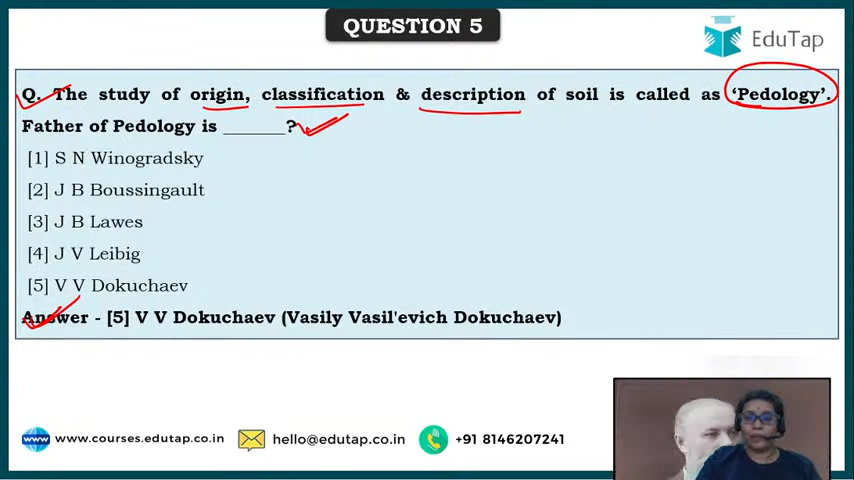 QUESTION 5
EduTap
Q. The study of origin, classification & description of soil is called as ‘Pedology’.
Father of Pedology is ______?
[1] S N Winogradsky
[2] J B Boussingault
[3] J B Lawes
[4] J V Leibig
[5] V V Dokuchaev
Answer - [5] V V Dokuchaev (Vasily Vasil'evich Dokuchaev)
www www.courses.edutap.co.in hello@edutap.co.in +91 8146207241